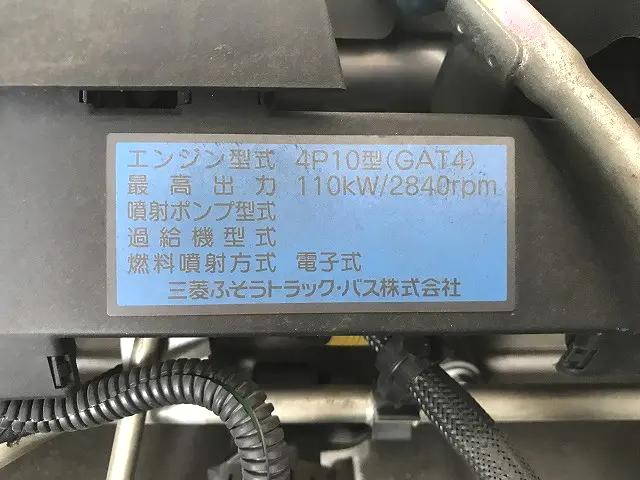 エンジン型式 4P10型(GAT4)
最高出力 110kW/2840rpm
噴射ポンプ型式
過給機型式
燃料噴射方式 電子式
三菱ふそうトラック・バス株式会社